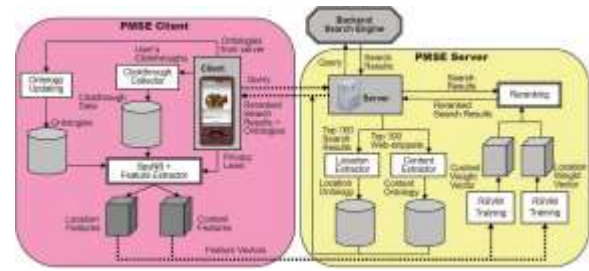 PMSE Client
Ontologies
from server
User's
Clickthroughs
Ontology
Updating
Clickthrough
Collector
Client
Clickthrough
Data
Ontologies
Privacy
Level
Feature Extractor
Location
Features
Content
Features
Feature Vectors
Backend
Search Engine
Query
Search
Results
Query
Reranked
Search
Results +
Ontologies
PMSE Server
Server
Search
Results
Reranked
Search Results
Reranking
Top 100
Search
Results
Top 100
Web-snippets
Location
Extractor
Content
Extractor
Location
Ontology
Content
Ontology
Content
Weight
Vector
Location
Weight
Vector
RSVM
Training
RSVM
Training